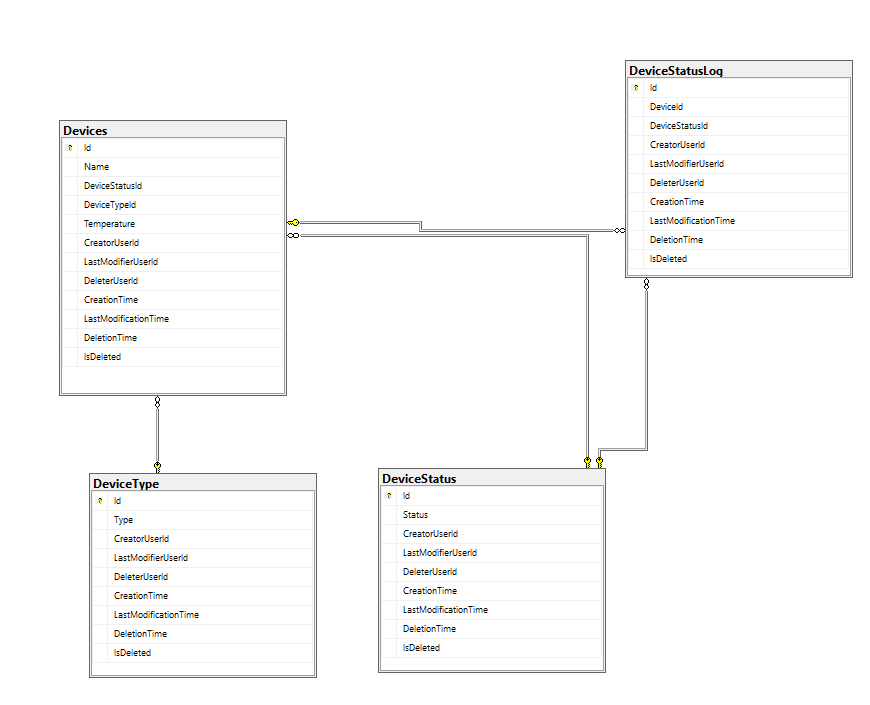 Devices
Id
Name
DeviceStatusId
DeviceTypeId
Temperature
CreatorUserId
LastModifierUserId
DeleterUserId
CreationTime
LastModificationTime
DeletionTime
IsDeleted
DeviceStatusLog
Id
DeviceId
DeviceStatusId
CreatorUserId
LastModifierUserId
DeleterUserId
CreationTime
LastModificationTime
DeletionTime
IsDeleted
DeviceType
Id
Type
CreatorUserId
LastModifierUserId
DeleterUserId
CreationTime
LastModificationTime
DeletionTime
IsDeleted
DeviceStatus
Id
Status
CreatorUserId
LastModifierUserId
DeleterUserId
CreationTime
LastModificationTime
DeletionTime
IsDeleted